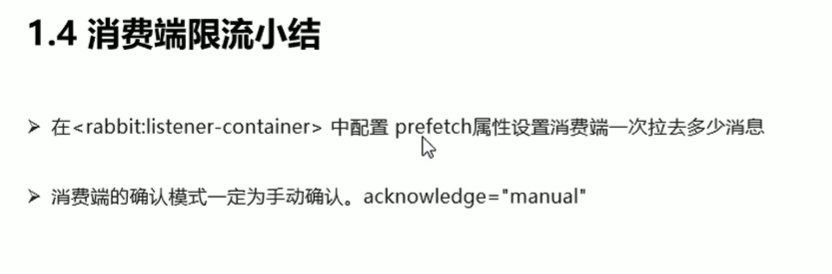 1.4 消费端限流小结
➢ 在<rabbit:listener-container> 中配置 prefetch属性设置消费端一次拉去多少消息
➢ 消费端的确认模式一定为手动确认。acknowledge="manual"